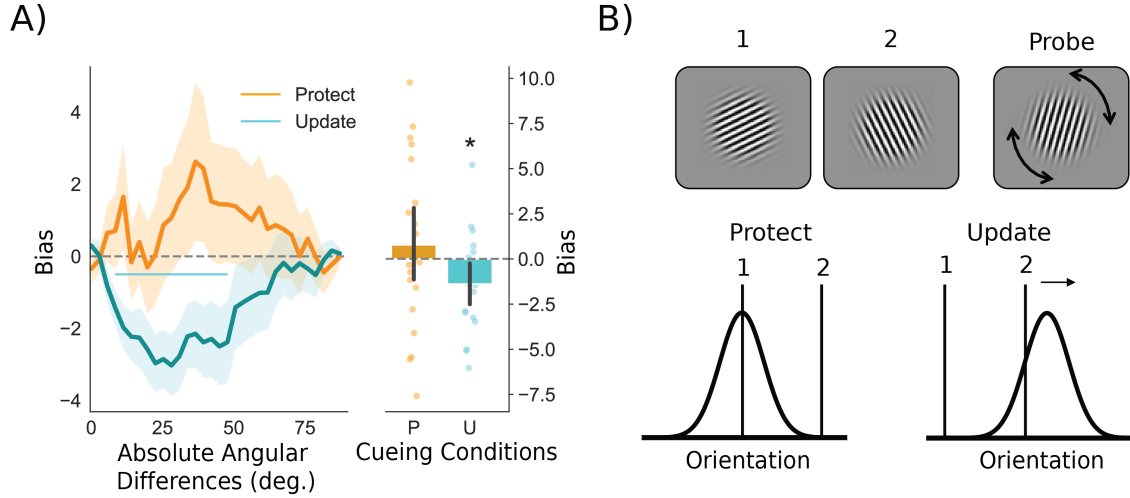 A)
Protect
Update
4
2
0
−2
−4
Bias
0
25
50
75
Absolute Angular
Differences (deg.)
*
10.0
7.5
5.0
2.5
0.0
−2.5
−5.0
−7.5
Bias
P
U
Cueing Conditions
B)
1
2
Probe
Protect
1
2
Orientation
Update
1
2
Orientation